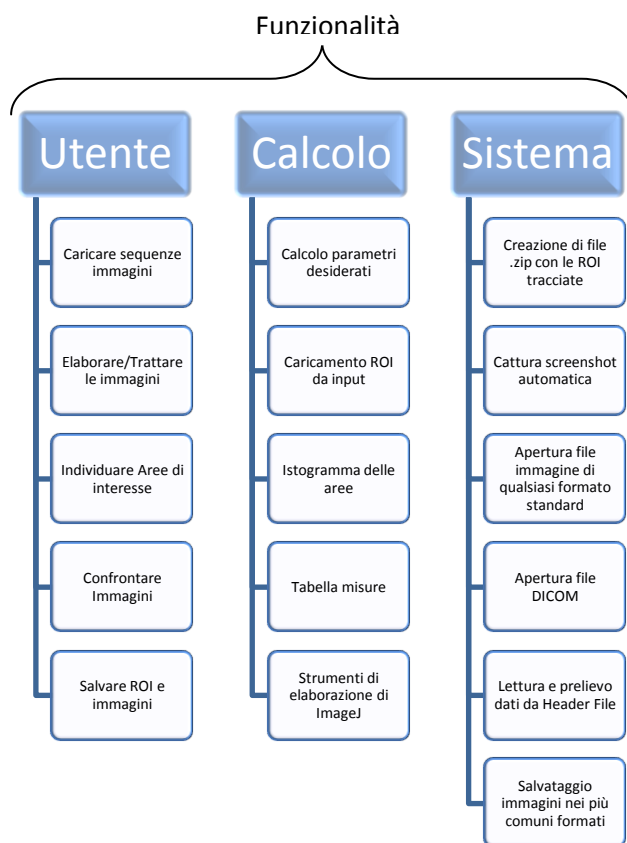 Funzionalità
Utente
Caricare sequenze
immagini
Elaborare/Trattare
le immagini
Individuare Aree di
interesse
Confrontare
Immagini
Salvare ROI e
immagini
Calcolo
Calcolo parametri
desiderati
Caricamento ROI
da input
Istogramma delle
aree
Tabella misure
Strumenti di
elaborazione di
ImageJ
Sistema
Creazione di file
.zip con le ROI
tracciate
Cattura screenshot
automatica
Apertura file
immagine di
qualsiasi formato
standard
Apertura file
DICOM
Lettura e prelievo
dati da Header File
Salvataggio
immagini nei più
comuni formati